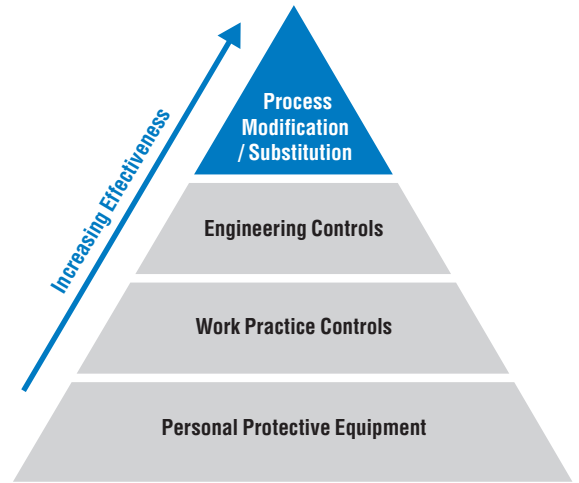 Increasing Effectiveness
Process
Modification
/ Substitution
Engineering Controls
Work Practice Controls
Personal Protective Equipment